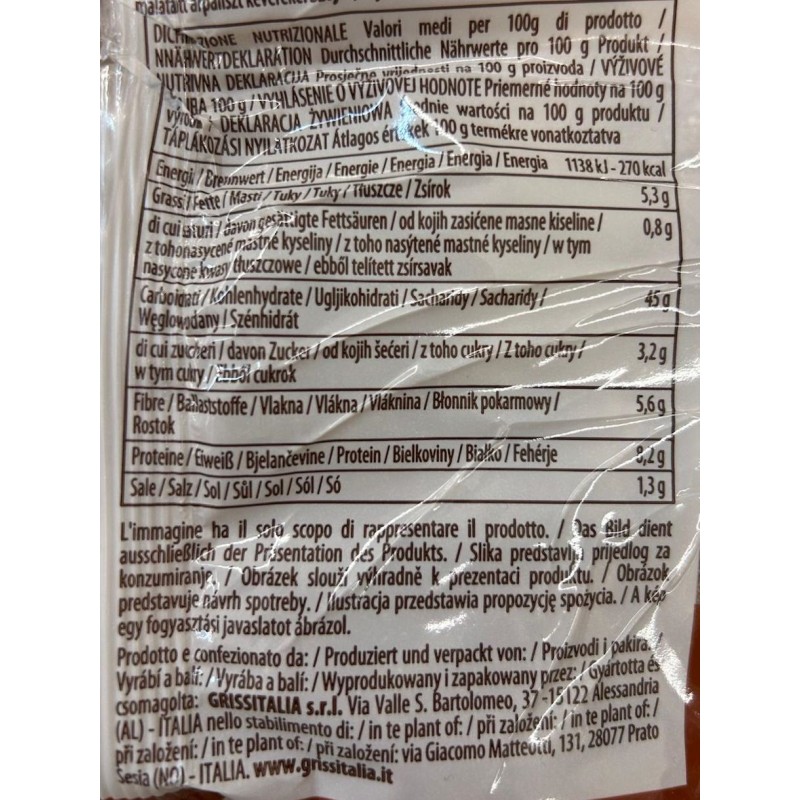 malátaliszt
DICHIARAZIONE NUTRIZIONALE Valori medi per 100g di prodotto /
NNÄHRWERTDEKLARATION Durchschnittliche Nährwerte pro 100 g Produkt /
NUTRIVNA DEKLARACIJA Prosječne vrijednosti na 100 g proizvoda / VÝŽIVOVÉ
100 g / VYHLÁSENIE O VÝŽIVOVEJ HODNOTE Priemerné hodnoty na 100 g
výrobku / DEKLARACJA ŻYWIENIOWA Średnie wartości na 100 g produktu /
TÁPLÁKOZÁSI NYILATKOZAT Átlagos értékek 100 g termékre vonatkoztatva
Energia / Brennwert / Energija / Energie / Energia / Energia / Energia 1138 kJ - 270 kcal
Grassi / Fette / Masti / Tuky / Tuky / Tłuszcze / Zsírok 5,3 g
di cui saturi / davon gesättigte Fettsäuren / od kojih zasićene masne kiseline / 0,8 g
z tohonasycené mastné kyseliny / z toho nasýtené mastné kyseliny / w tym
nasycone kwasy tłuszczowe / ebből telített zsírsavak
Carboidrati / Kohlenhydrate / Ugljikohidrati / Sacharidy / Sacharidy / 45 g
Węglowodany / Szénhidrát
di cui zuccheri / davon Zucker / od kojih šećeri / z toho cukry / Z toho cukry / 3,2 g
w tym cukry / Ebből cukrok
Fibre / Ballaststoffe / Vlakna / Vlákna / Vláknina / Błonnik pokarmowy / 5,6 g
Rostok
Proteine / Eiweiß / Bjelančevine / Protein / Bielkoviny / Białko / Fehérje 8,2 g
Sale / Salz / Sol / Sůl / Sol / Sól / Só 1,3 g
L'immagine ha il solo scopo di rappresentare il prodotto. / Das Bild dient
ausschließlich der Präsentation des Produkts. / Slika predstavlja prijedlog za
konzumiranje. / Obrázek slouží výhradně k prezentaci produktu. / Obrázok
predstavuje návrh spotreby. / Ilustracja przedstawia propozycję spożycia. / A kép
egy fogyasztási javaslatot ábrázol.
Prodotto e confezionato da: / Produziert und verpackt von: / Proizvodi i pakira: /
Vyrábí a balí: / Vyrába a balí: / Wyprodukowany i zapakowany przez: / Gyártotta és
csomagolta: GRISSITALIA s.r.l. Via Valle S. Bartolomeo, 37 -15122 Alessandria
(AL) - ITALIA nello stabilimento di: / in te plant of: / při založení: / in te plant of: /
při založení: / in te plant of: / při založení: via Giacomo Matteotti, 131, 28077 Prato
Sesia (NO) - ITALIA. www.grissitalia.it